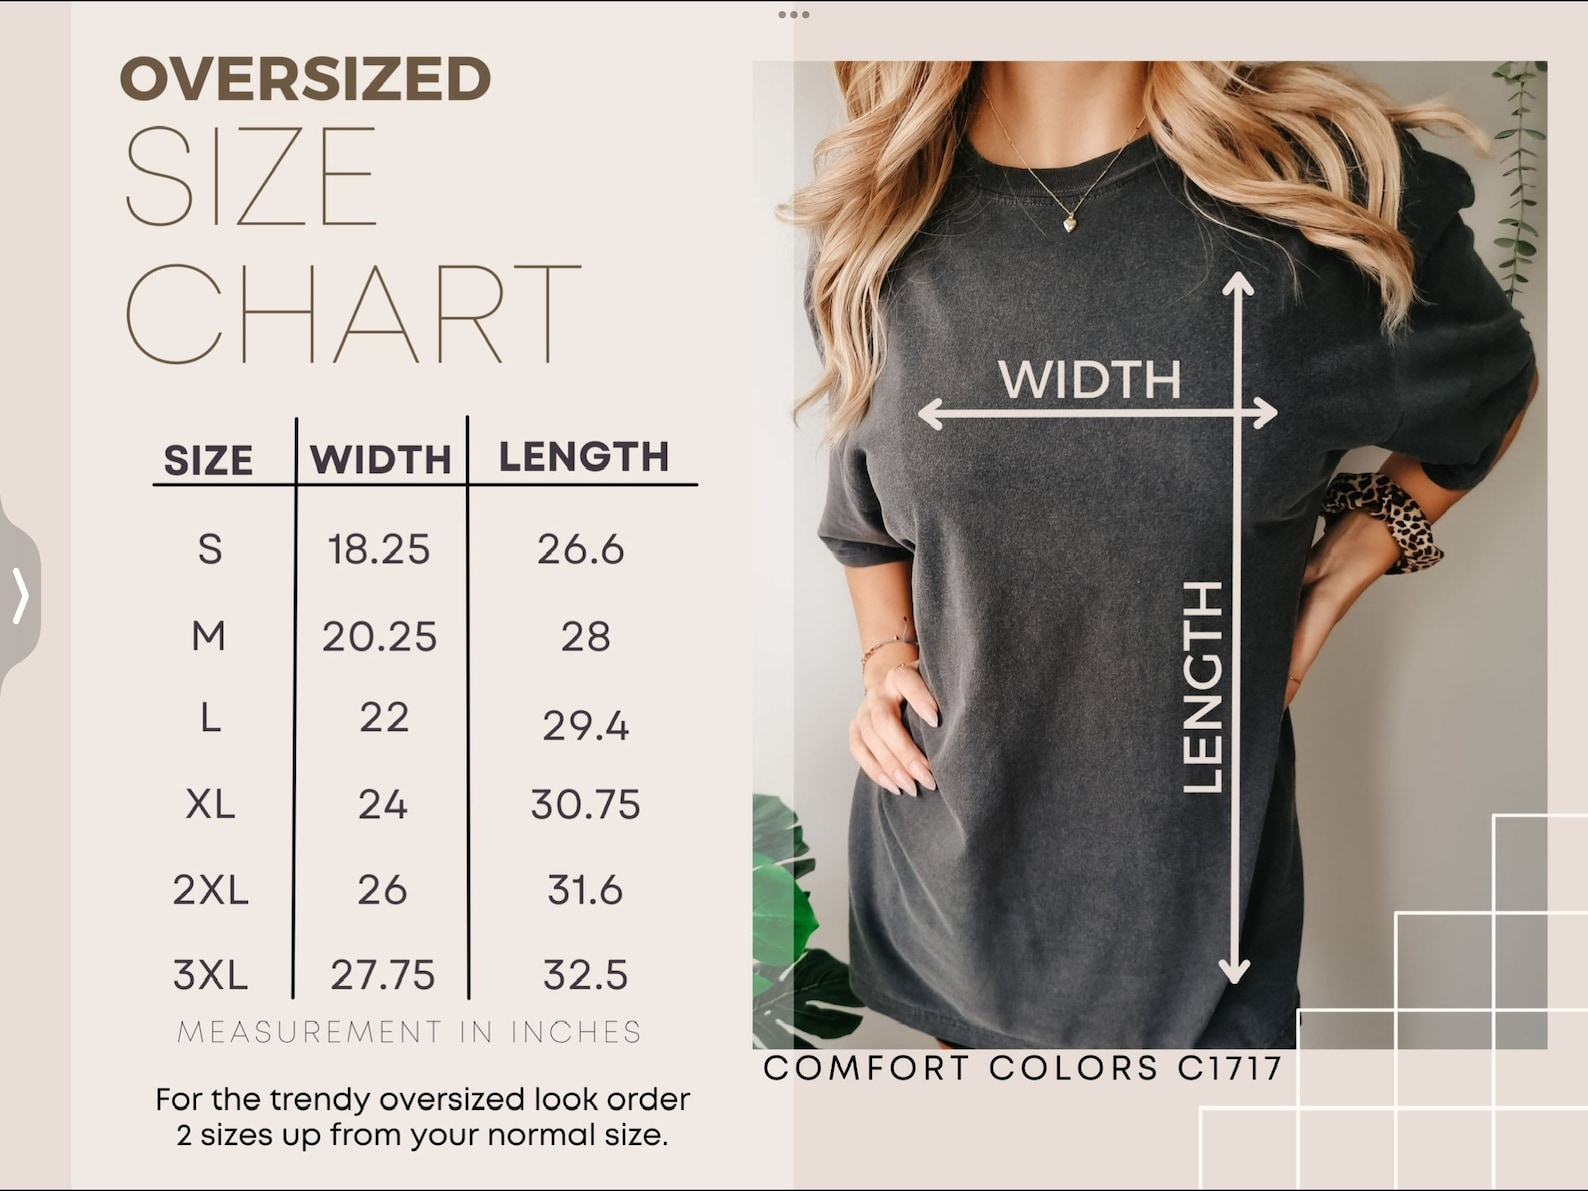 OVERSIZED
SIZE
CHART
SIZE WIDTH LENGTH
S 18.25 26.6
M 20.25 28
L 22 29.4
XL 24 30.75
2XL 26 31.6
3XL 27.75 32.5
MEASUREMENT IN INCHES
For the trendy oversized look order
2 sizes up from your normal size.
WIDTH
LENGTH
COMFORT COLORS C1717